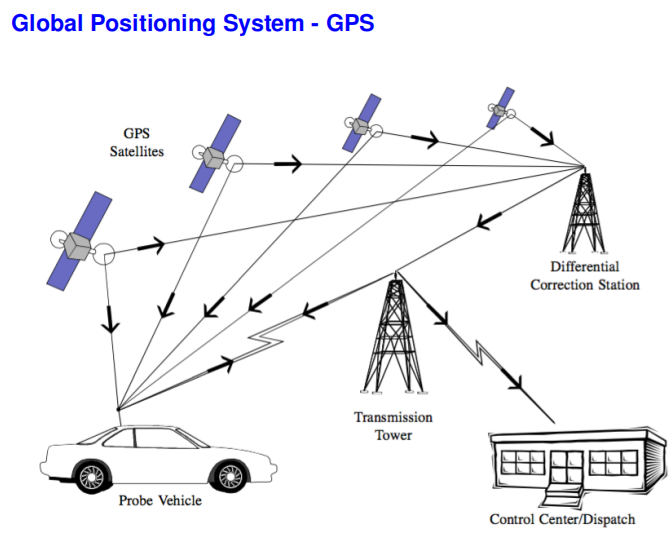 Global Positioning System - GPS
GPS
Satellites
Differential
Correction Station
Transmission
Tower
Probe Vehicle
Control Center/Dispatch